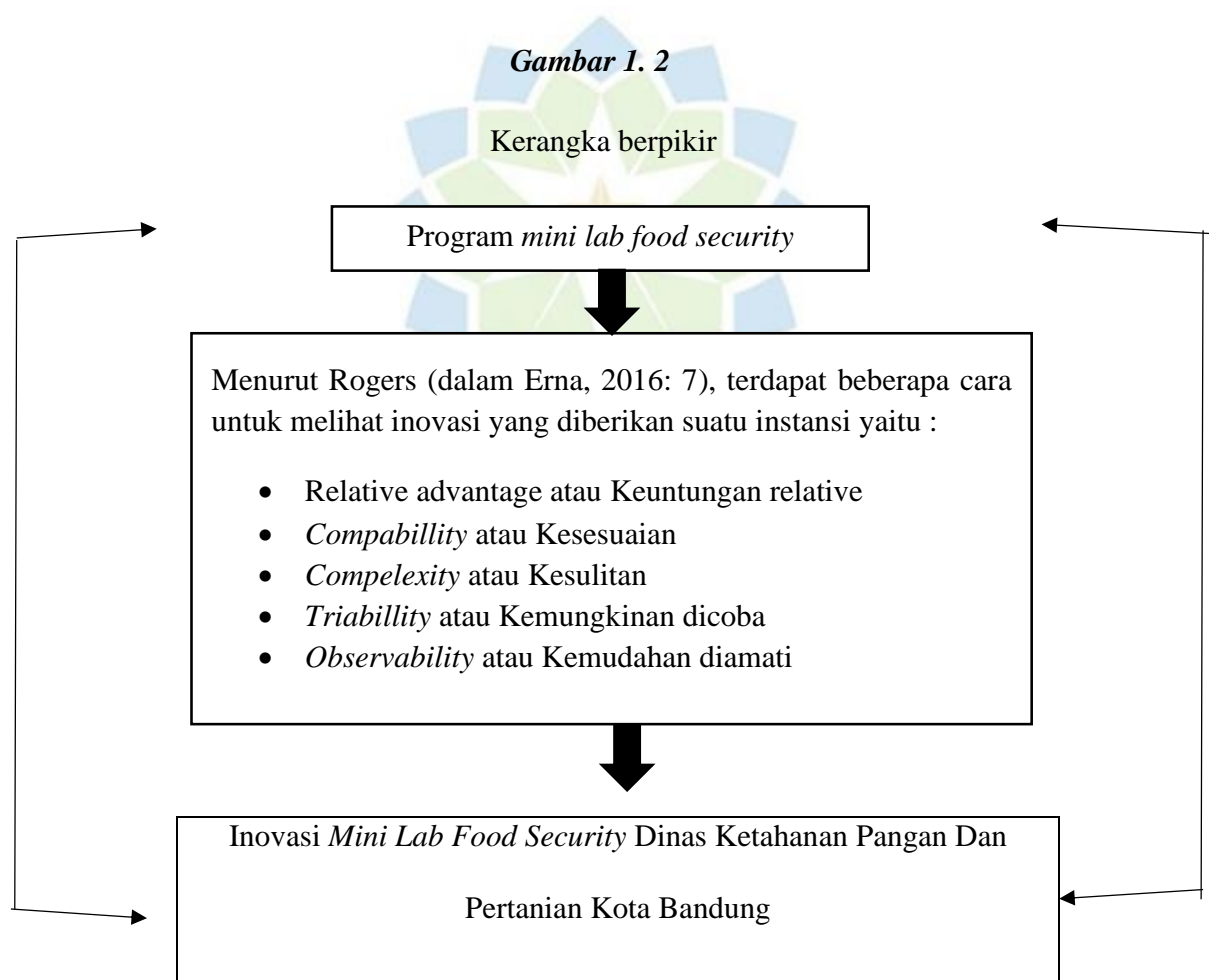 Gambar 1. 2
Kerangka berpikir
Program mini lab food security
Menurut Rogers (dalam Erna, 2016: 7), terdapat beberapa cara
untuk melihat inovasi yang diberikan suatu instansi yaitu :
• Relative advantage atau Keuntungan relative
• Compabillity atau Kesesuaian
• Compelexity atau Kesulitan
• Triabillity atau Kemungkinan dicoba
• Observability atau Kemudahan diamati
Inovasi Mini Lab Food Security Dinas Ketahanan Pangan Dan
Pertanian Kota Bandung